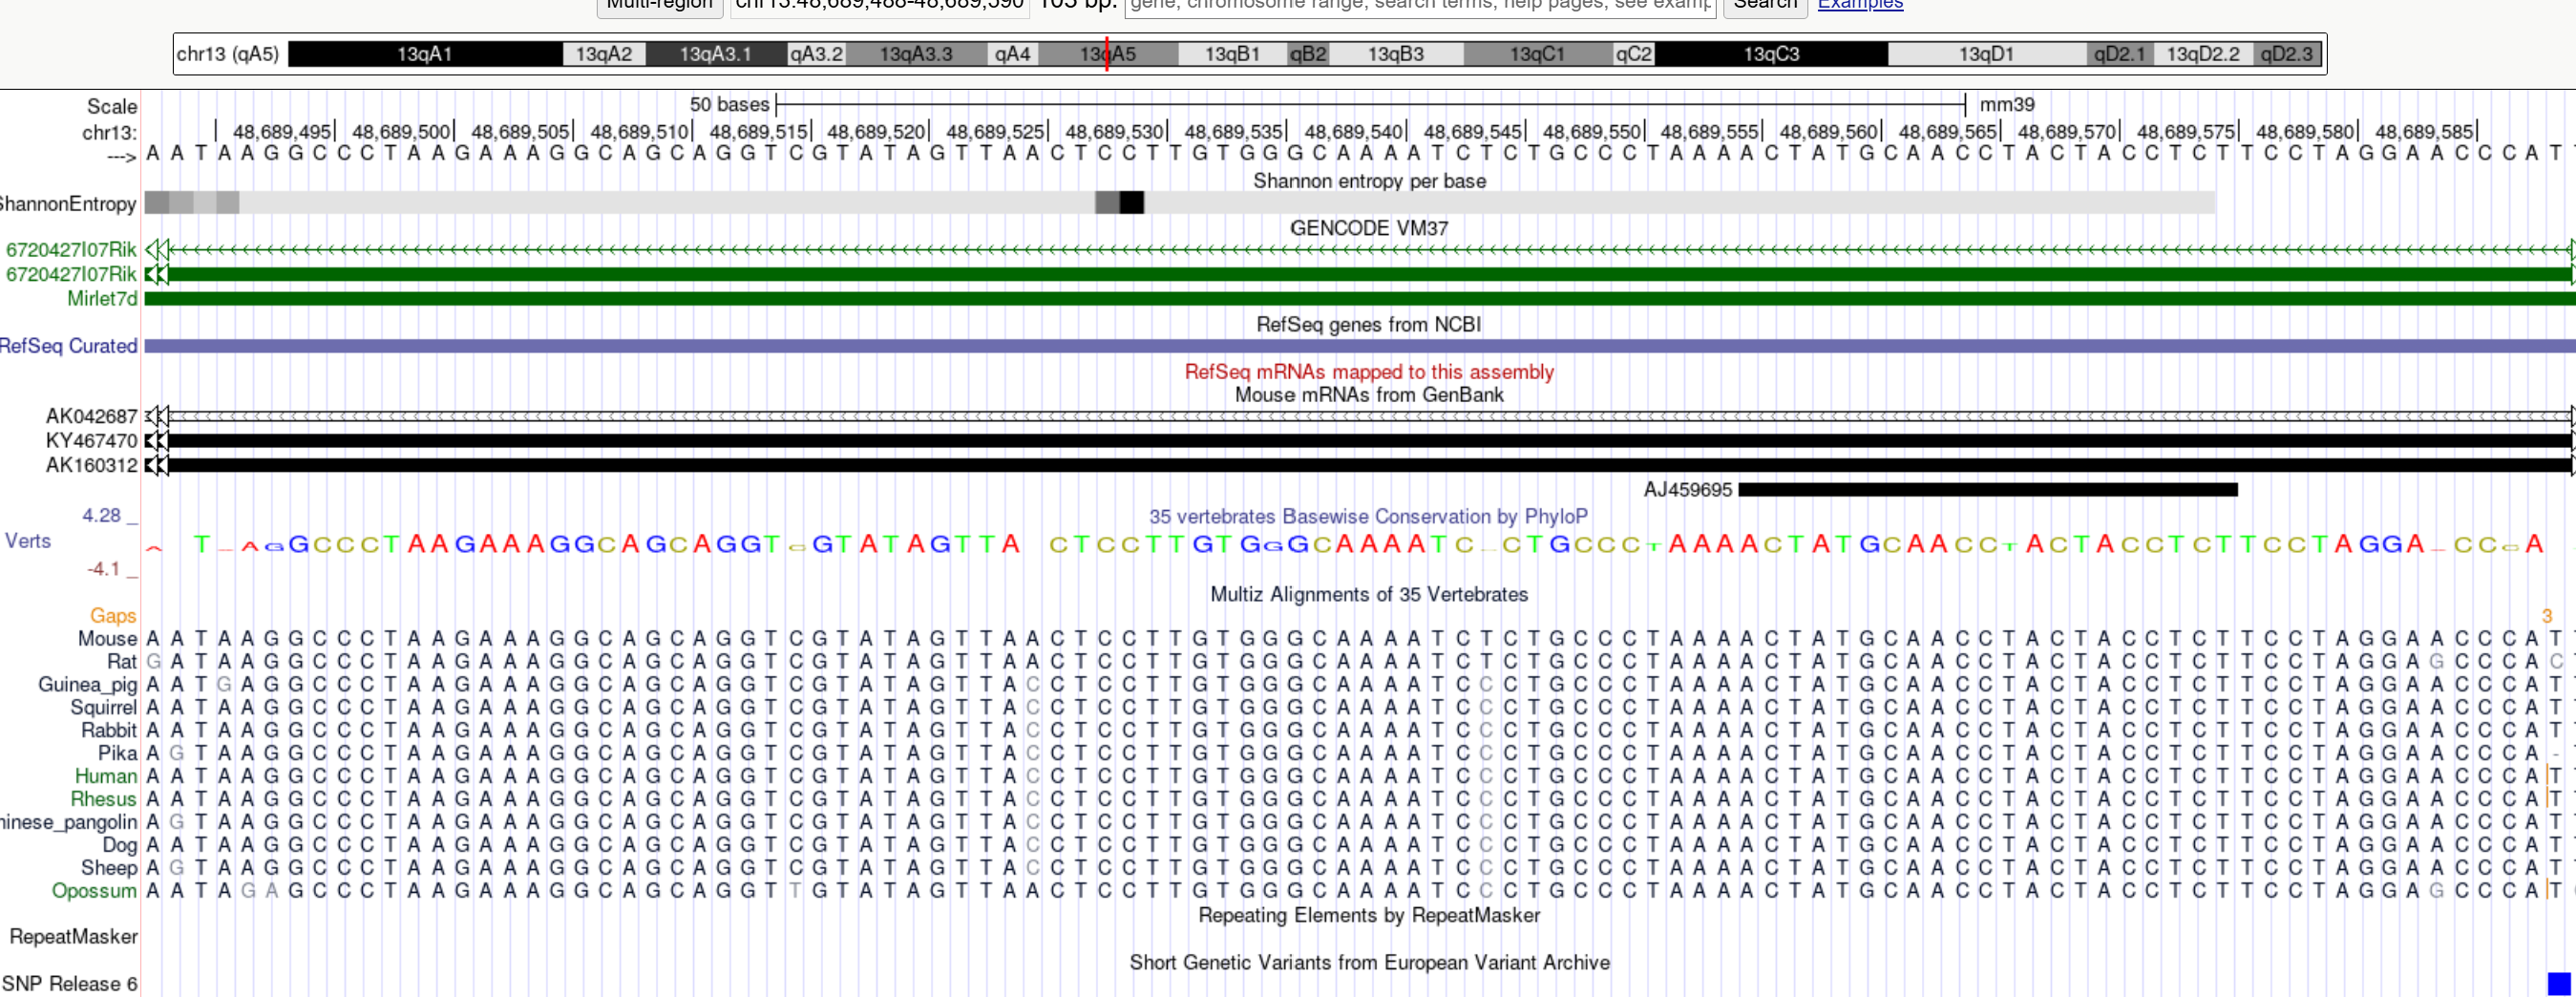 Multi-region chr13:48,689,488-48,689,590 103 bp. gene, chromosome range, search terms, help pages, see examp Search Examples
chr13 (qA5) 13qA1 13qA2 13qA3.1 qA3.2 13qA3.3 qA4 13qA5 13qB1 qB2 13qB3 13qC1 qC2 13qC3 13qD1 qD2.1 13qD2.2 qD2.3
Scale 50 bases mm39
chr13: 48,689,495 48,689,500 48,689,505 48,689,510 48,689,515 48,689,520 48,689,525 48,689,530 48,689,535 48,689,540 48,689,545 48,689,550 48,689,555 48,689,560 48,689,565 48,689,570 48,689,575 48,689,580 48,689,585
---> A A T A A G G C C C T A A G A A A G G C A G C A G G T C G T A T A G T T A A C T C C T T G T G G G C A A A A T C T C T G C C C T A A A A C T A T G C A A C C T A C T A C C T C T T C C T A G G A A C C C A T
Shannon entropy per base
ShannonEntropy
GENCODE VM37
6720427I07Rik
6720427I07Rik
Mirlet7d
RefSeq genes from NCBI
RefSeq Curated
RefSeq mRNAs mapped to this assembly
Mouse mRNAs from GenBank
AK042687
KY467470
AK160312
AJ459695
4.28 _ 35 vertebrates Basewise Conservation by PhyloP
Verts A T A G G C C C T A A G A A A G G C A G C A G G T C G T A T A G T T A C T C C T T G T G G G C A A A A T C C T G C C C T A A A A C T A T G C A A C C T A C T A C C T C T T C C T A G G A C C C A
-4.1 _
Multiz Alignments of 35 Vertebrates
Gaps 3
Mouse A A T A A G G C C C T A A G A A A G G C A G C A G G T C G T A T A G T T A A C T C C T T G T G G G C A A A A T C T C T G C C C T A A A A C T A T G C A A C C T A C T A C C T C T T C C T A G G A A C C C A T
Rat G A T A A G G C C C T A A G A A A G G C A G C A G G T C G T A T A G T T A A C T C C T T G T G G G C A A A A T C T C T G C C C T A A A A C T A T G C A A C C T A C T A C C T C T T C C T A G G A G C C C A C
Guinea_pig A A T G A G G C C C T A A G A A A G G C A G C A G G T C G T A T A G T T A C C T C C T T G T G G G C A A A A T C C C T G C C C T A A A A C T A T G C A A C C T A C T A C C T C T T C C T A G G A A C C C A T
Squirrel A A T A A G G C C C T A A G A A A G G C A G C A G G T C G T A T A G T T A C C T C C T T G T G G G C A A A A T C C C T G C C C T A A A A C T A T G C A A C C T A C T A C C T C T T C C T A G G A A C C C A T
Rabbit A A T A A G G C C C T A A G A A A G G C A G C A G G T C G T A T A G T T A C C T C C T T G T G G G C A A A A T C C C T G C C C T A A A A C T A T G C A A C C T A C T A C C T C T T C C T A G G A A C C C A T
Pika A G T A A G G C C C T A A G A A A G G C A G C A G G T C G T A T A G T T A C C T C C T T G T G G G C A A A A T C C C T G C C C T A A A A C T A T G C A A C C T A C T A C C T C T T C C T A G G A A C C C A -
Human A A T A A G G C C C T A A G A A A G G C A G C A G G T C G T A T A G T T A C C T C C T T G T G G G C A A A A T C C C T G C C C T A A A A C T A T G C A A C C T A C T A C C T C T T C C T A G G A A C C C A T
Rhesus A A T A A G G C C C T A A G A A A G G C A G C A G G T C G T A T A G T T A C C T C C T T G T G G G C A A A A T C C C T G C C C T A A A A C T A T G C A A C C T A C T A C C T C T T C C T A G G A A C C C A T
hinese_pangolin A G T A A G G C C C T A A G A A A G G C A G C A G G T C G T A T A G T T A C C T C C T T G T G G G C A A A A T C C C T G C C C T A A A A C T A T G C A A C C T A C T A C C T C T T C C T A G G A A C C C A T
Dog A A T A A G G C C C T A A G A A A G G C A G C A G G T C G T A T A G T T A C C T C C T T G T G G G C A A A A T C C C T G C C C T A A A A C T A T G C A A C C T A C T A C C T C T T C C T A G G A A C C C A T
Sheep A G T A A G G C C C T A A G A A A G G C A G C A G G T C G T A T A G T T A C C T C C T T G T G G G C A A A A T C C C T G C C C T A A A A C T A T G C A A C C T A C T A C C T C T T C C T A G G A A C C C A T
Opossum A A T A G A G C C C T A A G A A A G G C A G C A G G T T G T A T A G T T A A C T C C T T G T G G G C A A A A T C C C T G C C C T A A A A C T A T G C A A C C T A C T A C C T C T T C C T A G G A G C C C A T
Repeating Elements by RepeatMasker
RepeatMasker
Short Genetic Variants from European Variant Archive
SNP Release 6